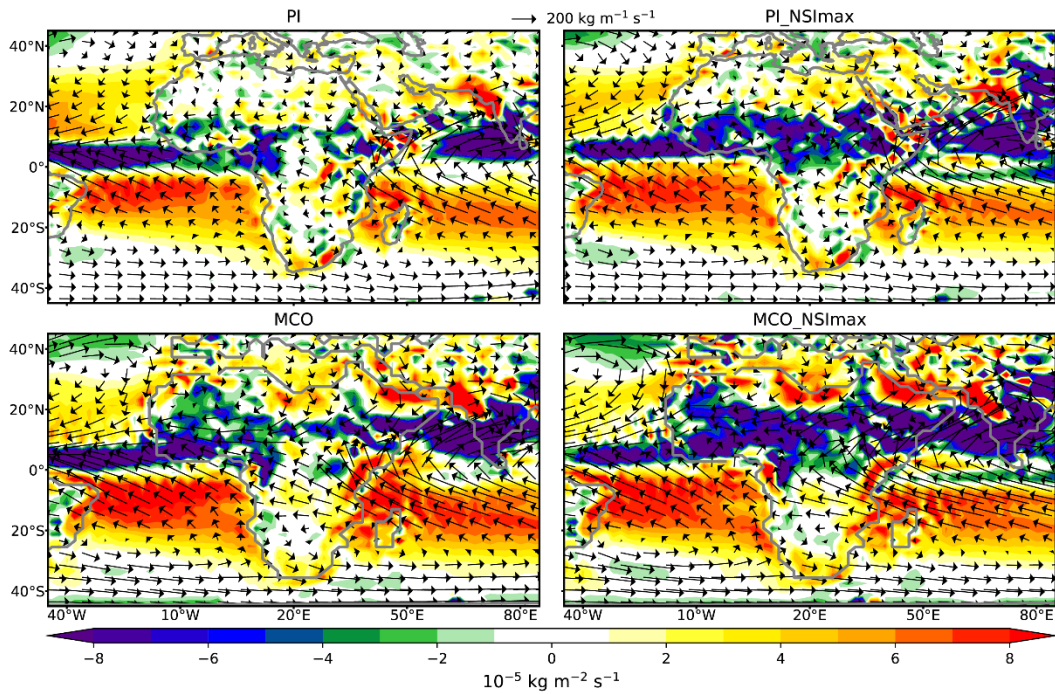 PI
200 kg m⁻¹ s⁻¹
PI_NSImax
40°N
20°N
0°
20°S
40°S
MCO
MCO_NSImax
40°N
20°N
0°
20°S
40°S
40°W 10°W 20°E 50°E 80°E 40°W 10°W 20°E 50°E 80°E
−8 −6 −4 −2 0 2 4 6 8
10⁻⁵ kg m⁻² s⁻¹